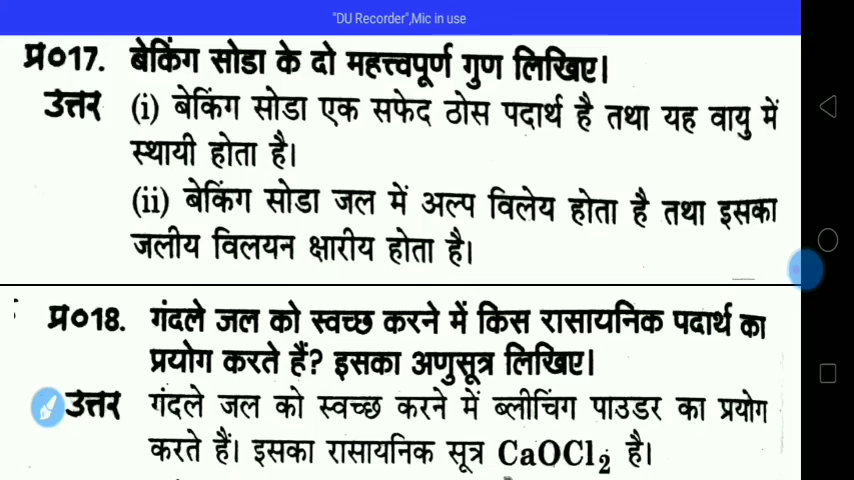 "DU Recorder",Mic in use
प्र०17. बेकिंग सोडा के दो महत्त्वपूर्ण गुण लिखिए।
उत्तर (i) बेकिंग सोडा एक सफेद ठोस पदार्थ है तथा यह वायु में
स्थायी होता है।
(ii) बेकिंग सोडा जल में अल्प विलेय होता है तथा इसका
जलीय विलयन क्षारीय होता है।
प्र०18. गंदले जल को स्वच्छ करने में किस रासायनिक पदार्थ का
प्रयोग करते हैं? इसका अणुसूत्र लिखिए।
उत्तर गंदले जल को स्वच्छ करने में ब्लीचिंग पाउडर का प्रयोग
करते हैं। इसका रासायनिक सूत्र CaOCl₂ है।